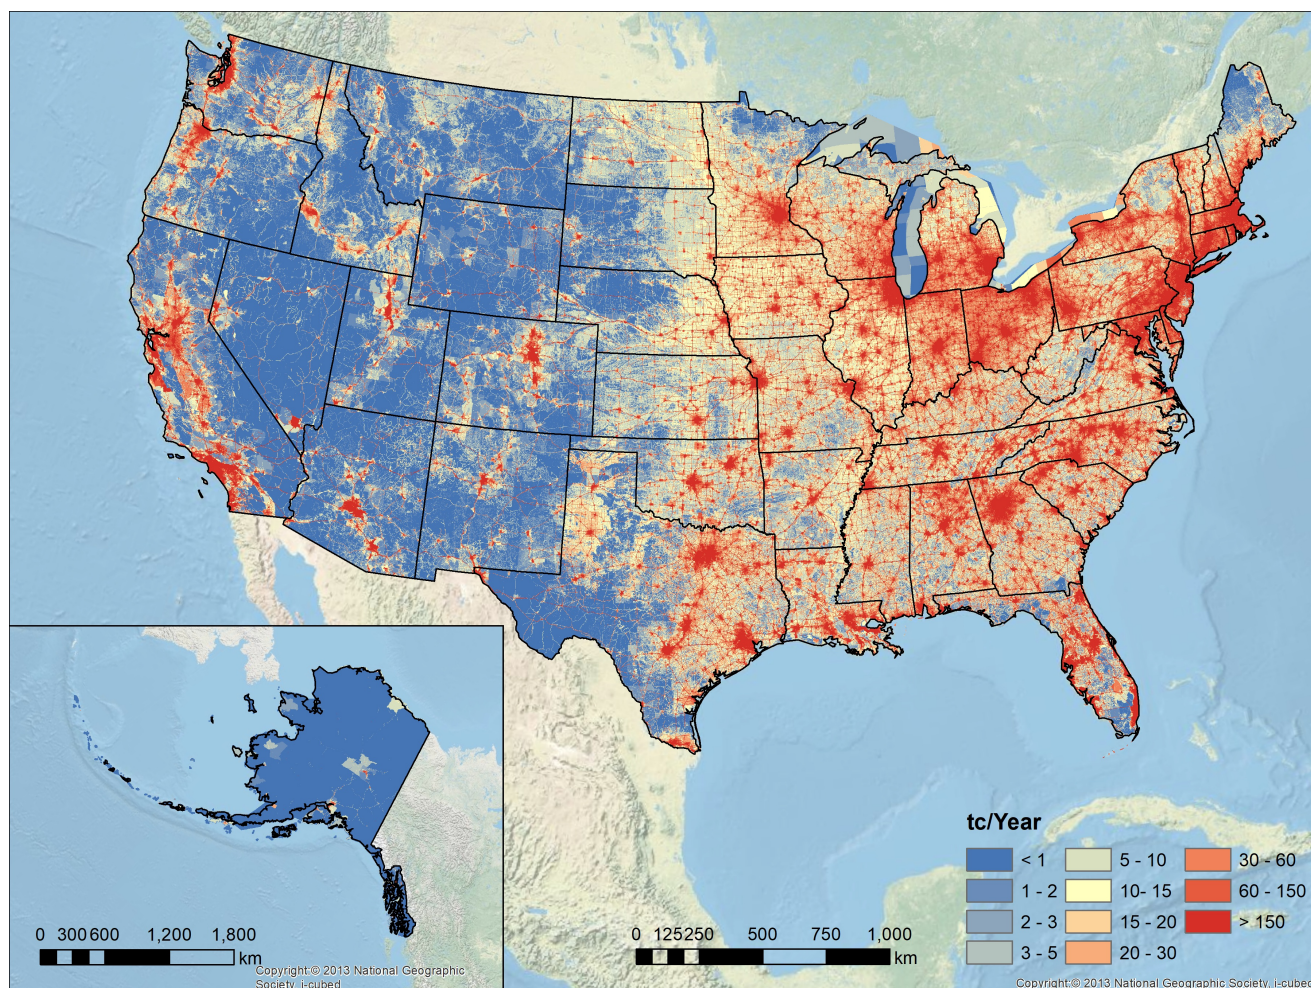 tc/Year
< 1
1 - 2
2 - 3
3 - 5
5 - 10
10- 15
15 - 20
20 - 30
30 - 60
60 - 150
> 150
0 300 600 1,200 1,800
km
Copyright:© 2013 National Geographic
Society, i-cubed
0 125 250 500 750 1,000
km
Copyright:© 2013 National Geographic Society, i-cubed